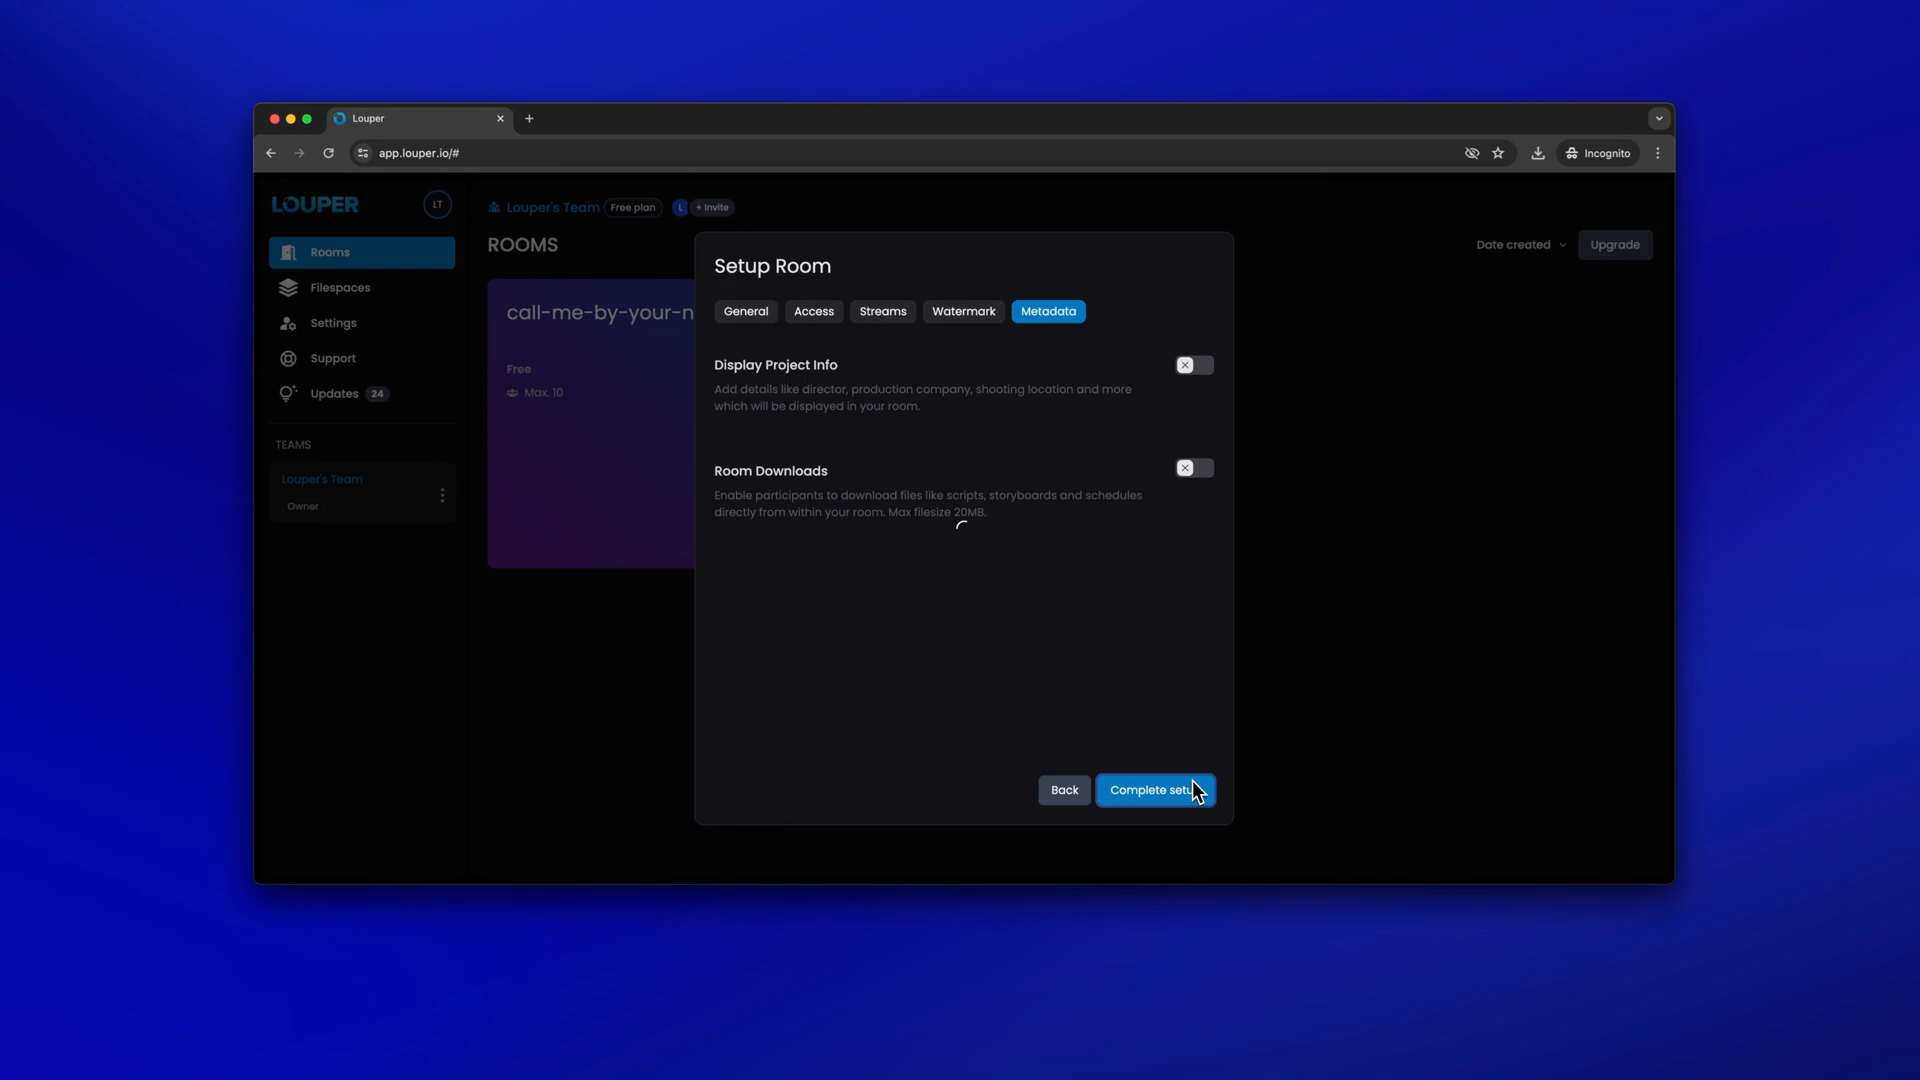 Louper
app.louper.io/#
Incognito
LOUPER
LT
Louper's Team
Free plan
L
+ Invite
Rooms
Filespaces
Settings
Support
Updates 24
TEAMS
Louper's Team
Owner
ROOMS
Date created
Upgrade
call-me-by-your-n
Free
Max. 10
Setup Room
General
Access
Streams
Watermark
Metadata
Display Project Info
Add details like director, production company, shooting location and more
which will be displayed in your room.
Room Downloads
Enable participants to download files like scripts, storyboards and schedules
directly from within your room. Max filesize 20MB.
Back
Complete setu